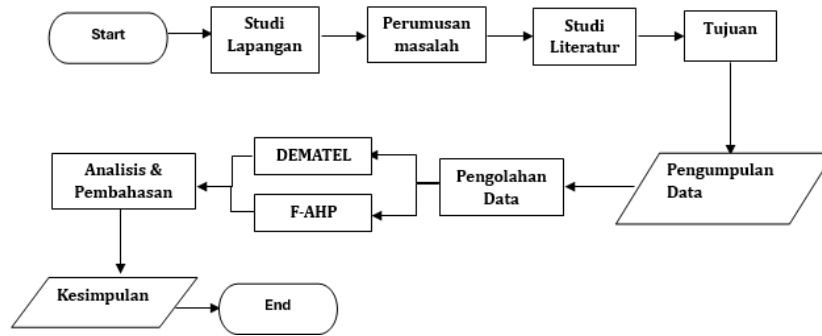 Start
Studi
Lapangan
Perumusan
masalah
Studi
Literatur
Tujuan
Pengumpulan
Data
Pengolahan
Data
DEMATEL
F-AHP
Analisis &
Pembahasan
Kesimpulan
End